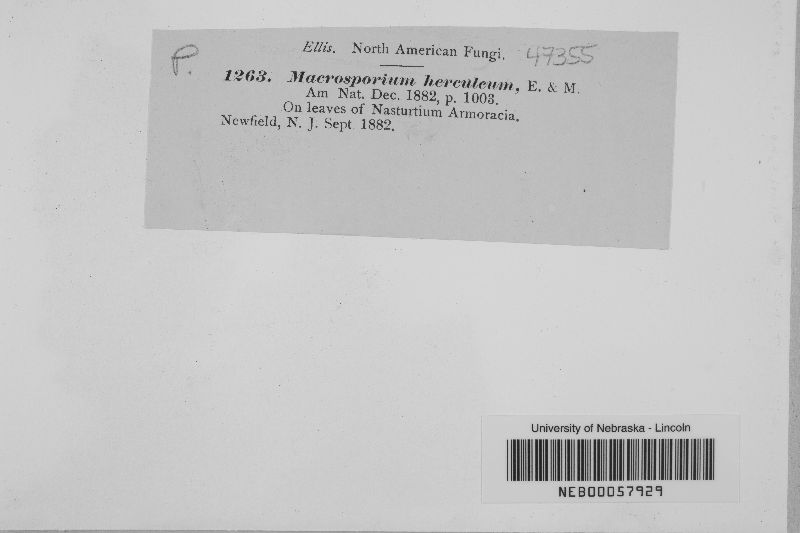 P.
Ellis. North American Fungi. 47355
1263. Macrosporium herculeum, E. & M.
Am Nat. Dec. 1882, p. 1003.
On leaves of Nasturtium Armoracia.
Newfield, N. J. Sept 1882.
University of Nebraska - Lincoln
NEB00057929